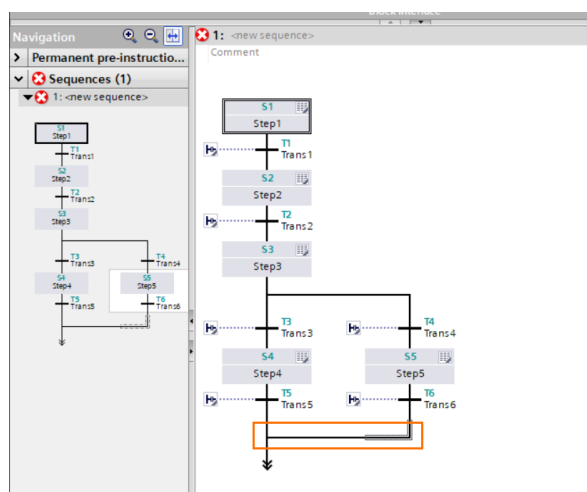 Block interface
Navigation
Permanent pre-instructio...
Sequences (1)
1: <new sequence>
S1
Step1
T1
Trans1
S2
Step2
T2
Trans2
S3
Step3
T3
Trans3
T4
Trans4
S4
Step4
S5
Step5
T5
Trans5
T6
Trans6
1: <new sequence>
Comment
S1
Step1
T1
Trans1
S2
Step2
T2
Trans2
S3
Step3
T3
Trans3
T4
Trans4
S4
Step4
S5
Step5
T5
Trans5
T6
Trans6